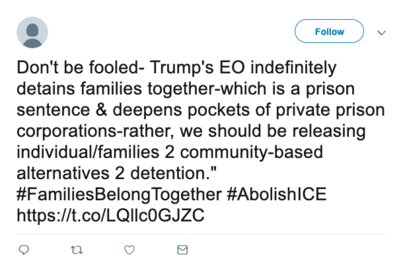 Follow
Don't be fooled- Trump's EO indefinitely
detains families together-which is a prison
sentence & deepens pockets of private prison
corporations-rather, we should be releasing
individual/families 2 community-based
alternatives 2 detention."
#FamiliesBelongTogether #AbolishICE
https://t.co/LQllc0GJZC